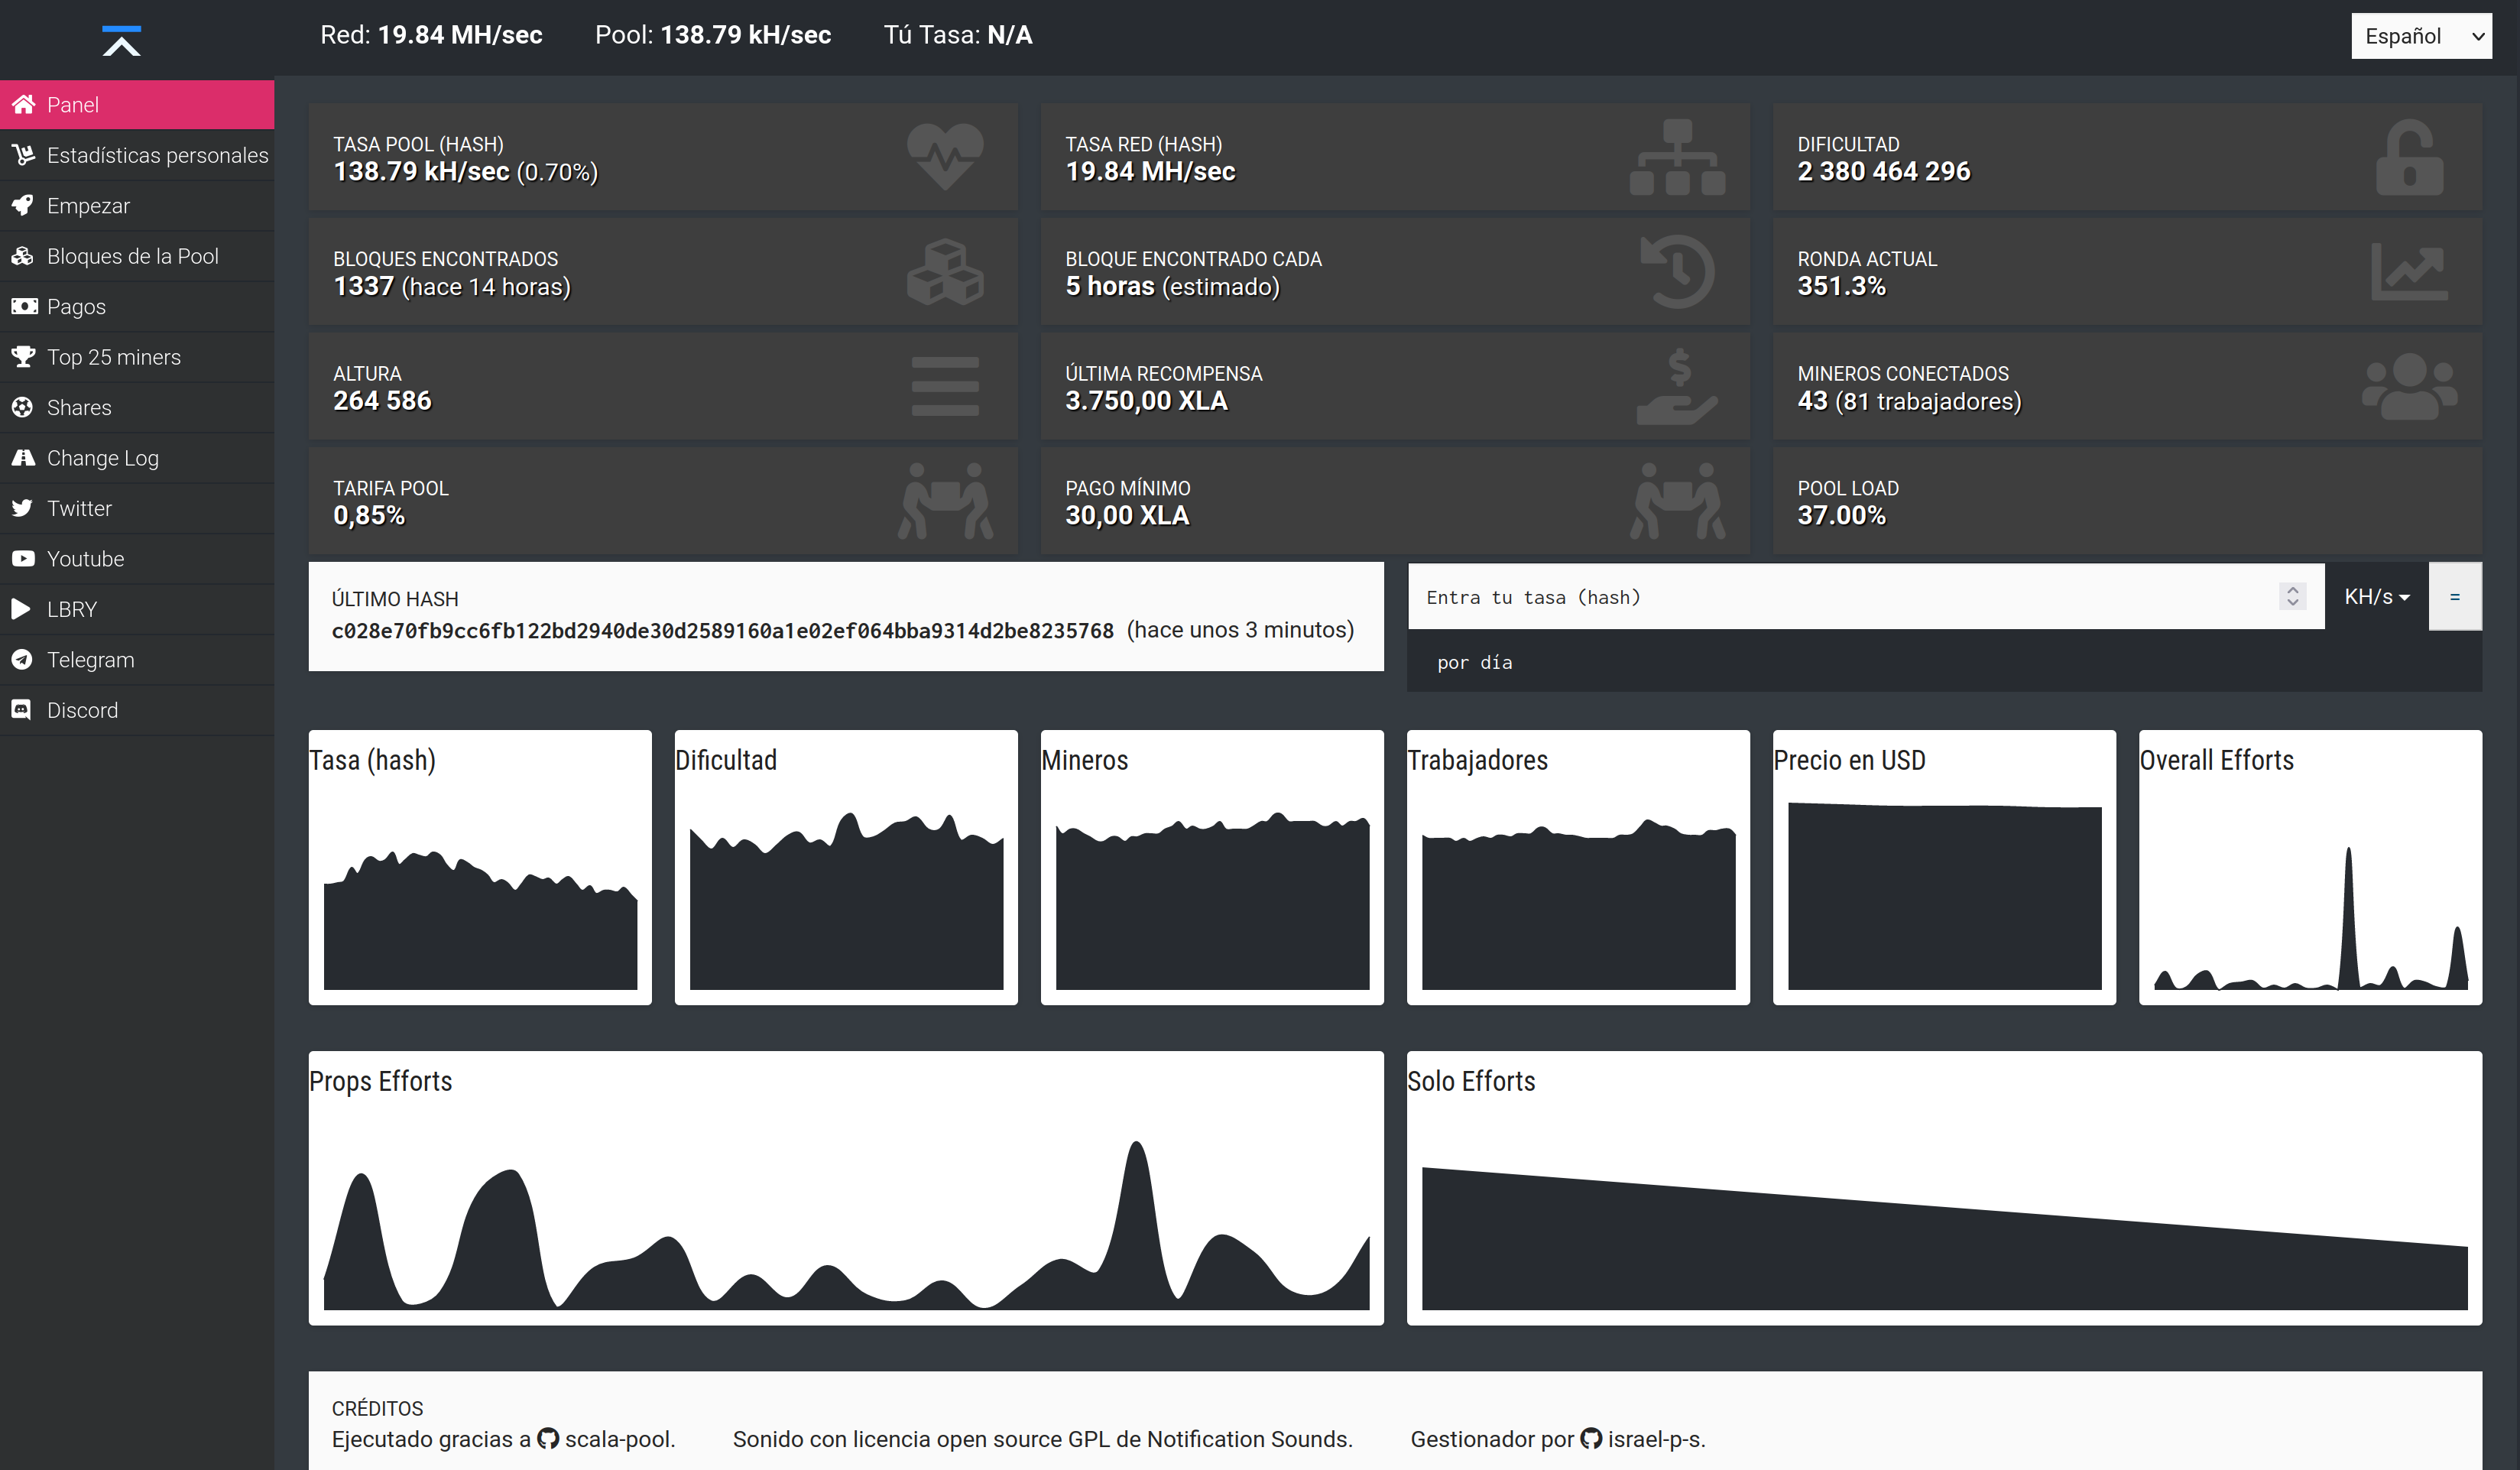 Red: 19.84 MH/sec Pool: 138.79 kH/sec Tú Tasa: N/A
Español
Panel
Estadísticas personales
Empezar
Bloques de la Pool
Pagos
Top 25 miners
Shares
Change Log
Twitter
Youtube
LBRY
Telegram
Discord
TASA POOL (HASH)
138.79 kH/sec (0.70%)
TASA RED (HASH)
19.84 MH/sec
DIFICULTAD
2 380 464 296
BLOQUES ENCONTRADOS
1337 (hace 14 horas)
BLOQUE ENCONTRADO CADA
5 horas (estimado)
RONDA ACTUAL
351.3%
ALTURA
264 586
ÚLTIMA RECOMPENSA
3.750,00 XLA
MINEROS CONECTADOS
43 (81 trabajadores)
TARIFA POOL
0,85%
PAGO MÍNIMO
30,00 XLA
POOL LOAD
37.00%
ÚLTIMO HASH
c028e70fb9cc6fb122bd2940de30d2589160a1e02ef064bba9314d2be8235768 (hace unos 3 minutos)
Entra tu tasa (hash)
KH/s
=
por día
Tasa (hash)
Dificultad
Mineros
Trabajadores
Precio en USD
Overall Efforts
Props Efforts
Solo Efforts
CRÉDITOS
Ejecutado gracias a scala-pool. Sonido con licencia open source GPL de Notification Sounds. Gestionador por israel-p-s.